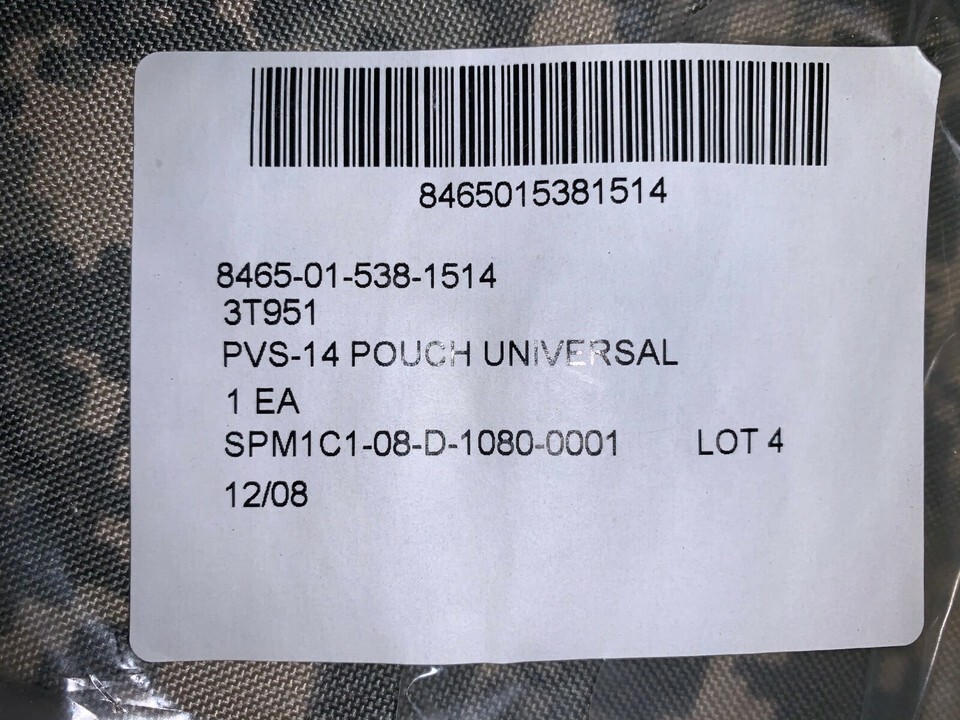 8465015381514
8465-01-538-1514
3T951
PVS-14 POUCH UNIVERSAL
1 EA
SPM1C1-08-D-1080-0001 LOT 4
12/08